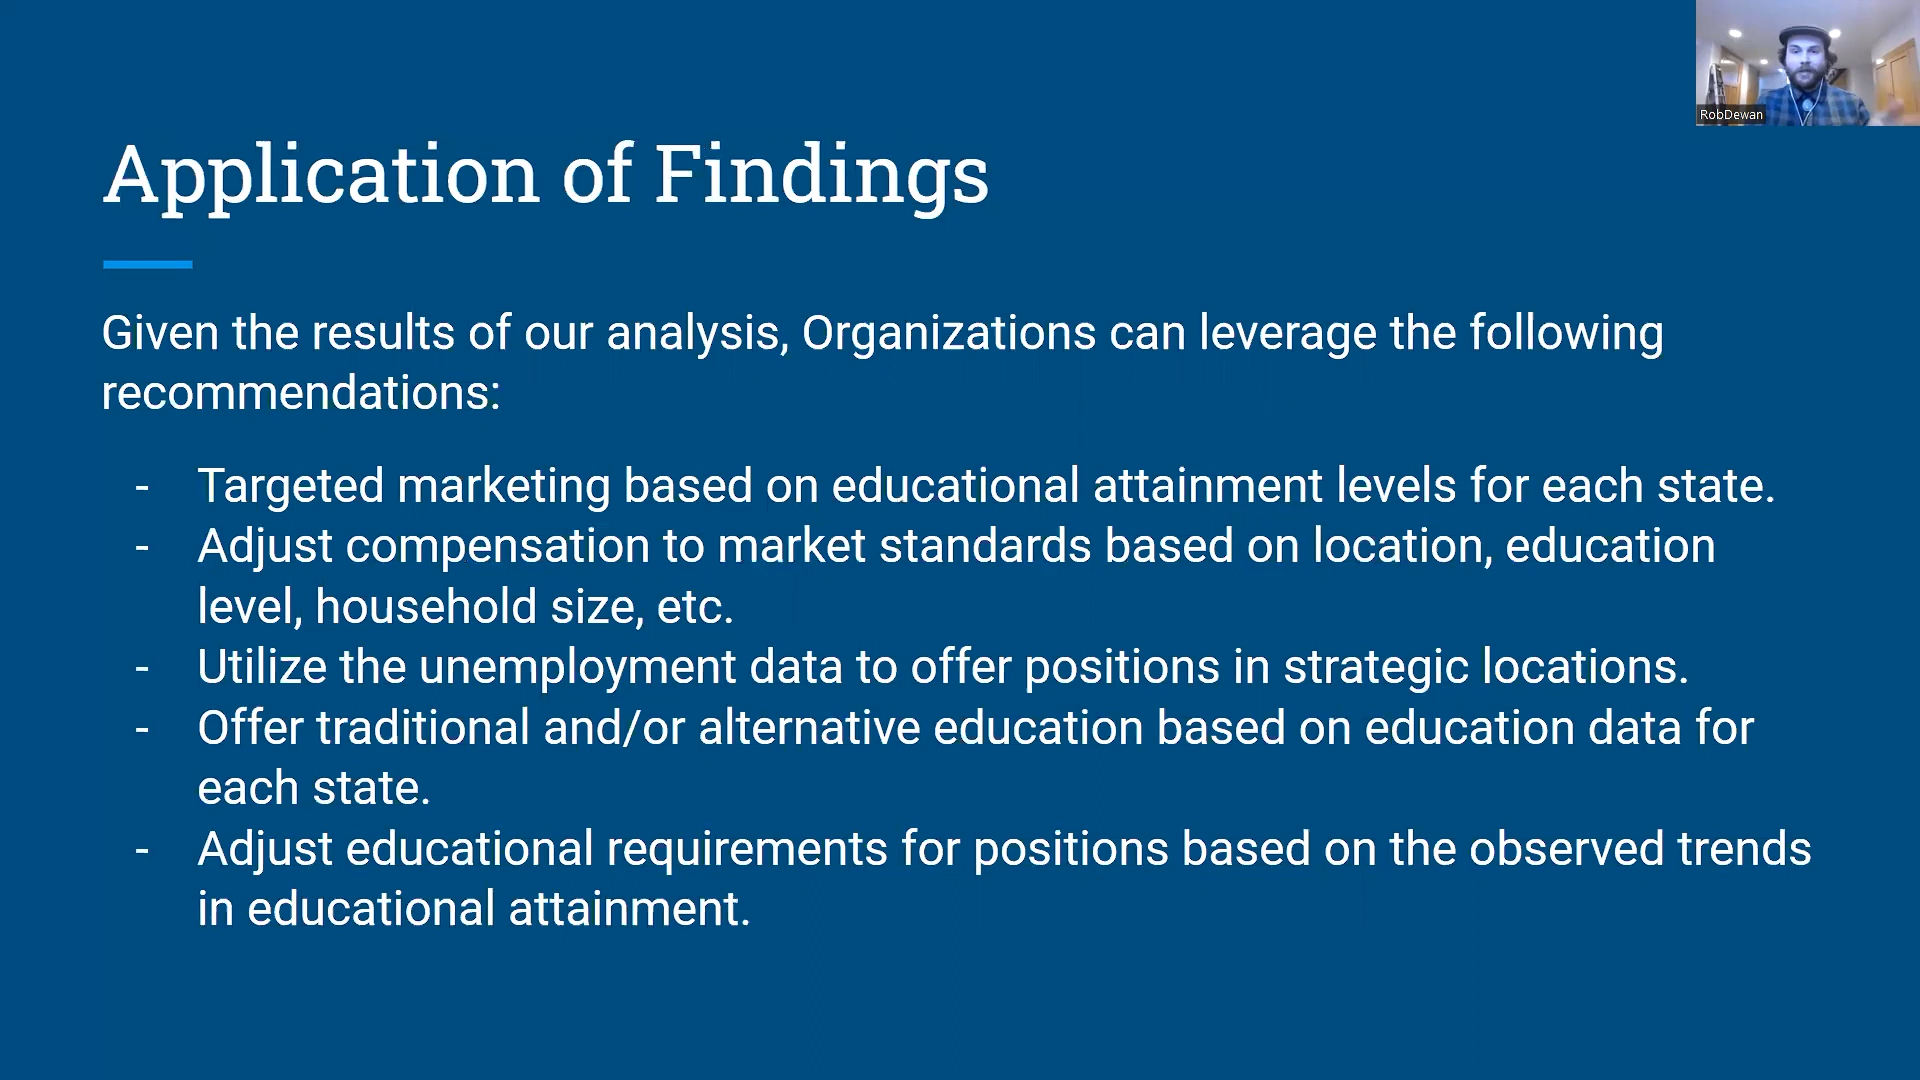 RobDewan
Application of Findings
Given the results of our analysis, Organizations can leverage the following
recommendations:
- Targeted marketing based on educational attainment levels for each state.
- Adjust compensation to market standards based on location, education
level, household size, etc.
- Utilize the unemployment data to offer positions in strategic locations.
- Offer traditional and/or alternative education based on education data for
each state.
- Adjust educational requirements for positions based on the observed trends
in educational attainment.